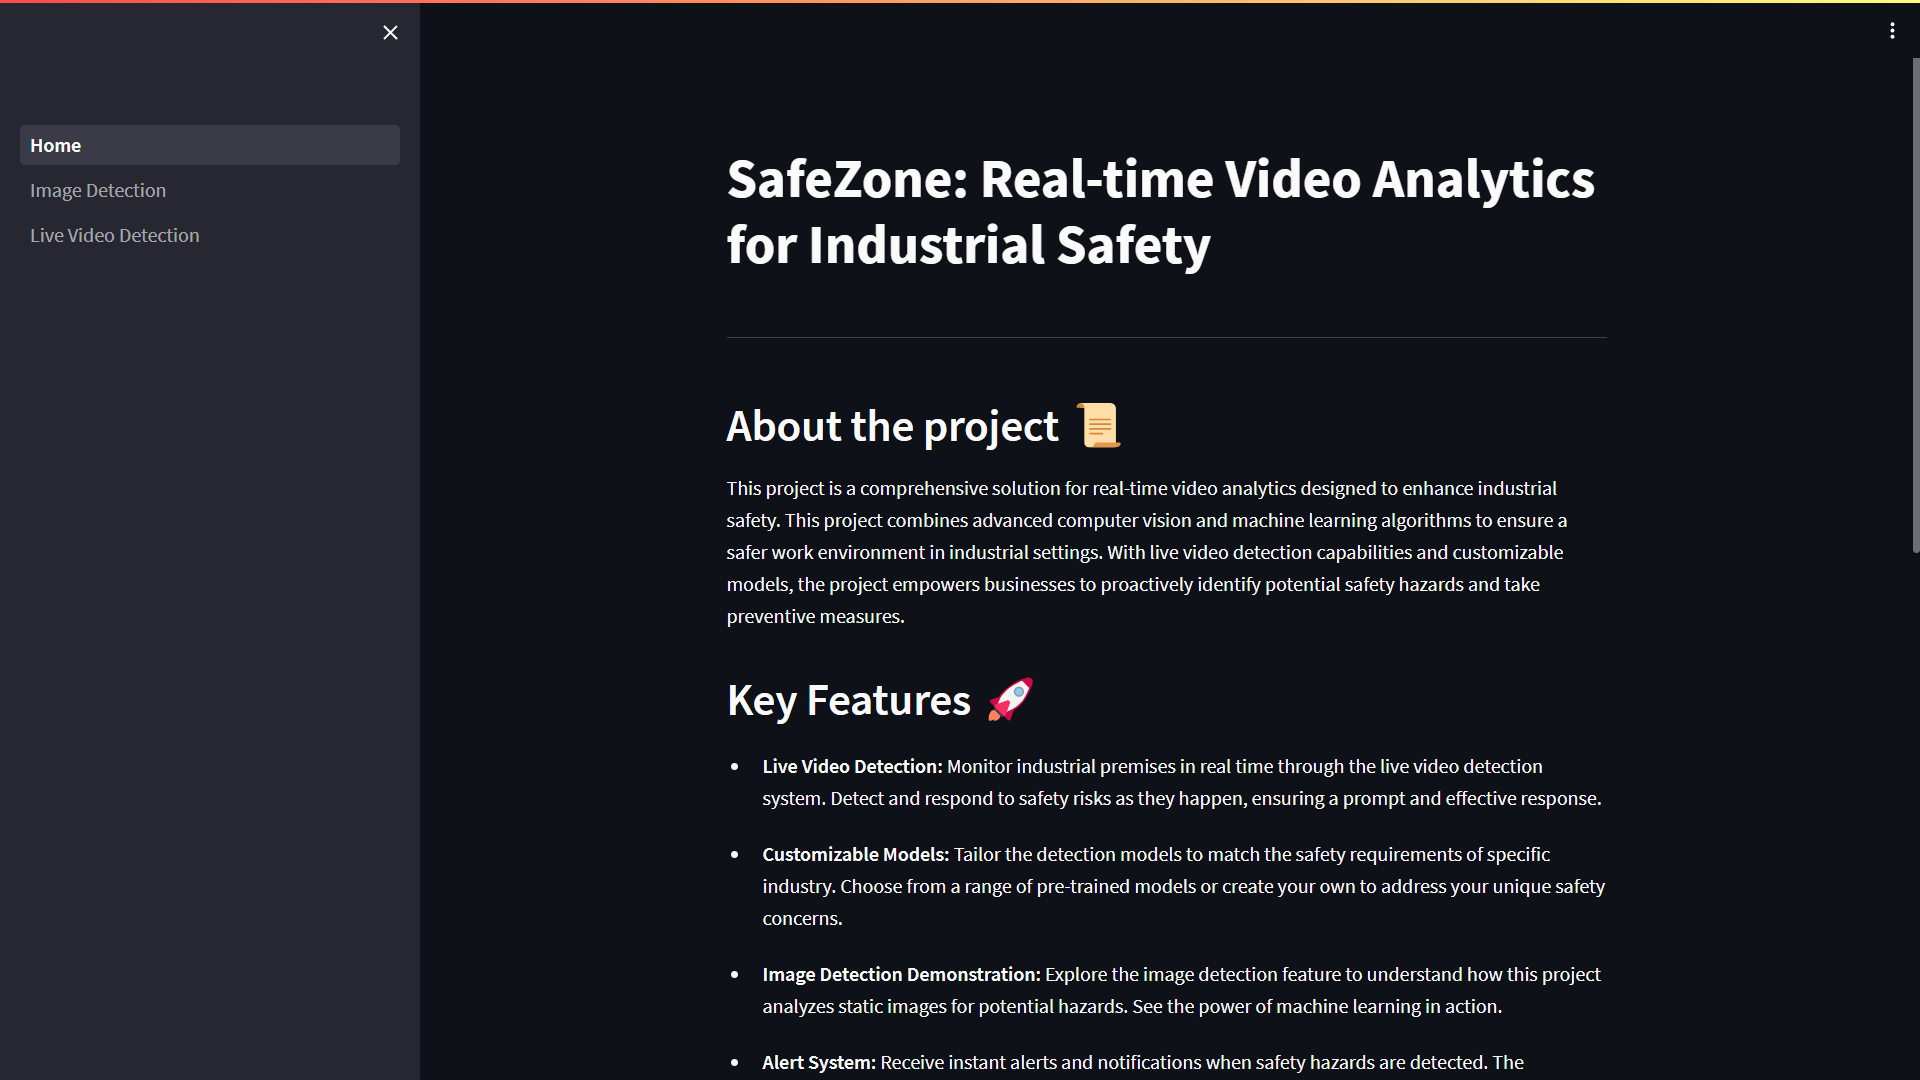 Home
Image Detection
Live Video Detection
SafeZone: Real-time Video Analytics
for Industrial Safety
About the project 📜
This project is a comprehensive solution for real-time video analytics designed to enhance industrial
safety. This project combines advanced computer vision and machine learning algorithms to ensure a
safer work environment in industrial settings. With live video detection capabilities and customizable
models, the project empowers businesses to proactively identify potential safety hazards and take
preventive measures.
Key Features 🚀
• Live Video Detection: Monitor industrial premises in real time through the live video detection
system. Detect and respond to safety risks as they happen, ensuring a prompt and effective response.
• Customizable Models: Tailor the detection models to match the safety requirements of specific
industry. Choose from a range of pre-trained models or create your own to address your unique safety
concerns.
• Image Detection Demonstration: Explore the image detection feature to understand how this project
analyzes static images for potential hazards. See the power of machine learning in action.
• Alert System: Receive instant alerts and notifications when safety hazards are detected. The